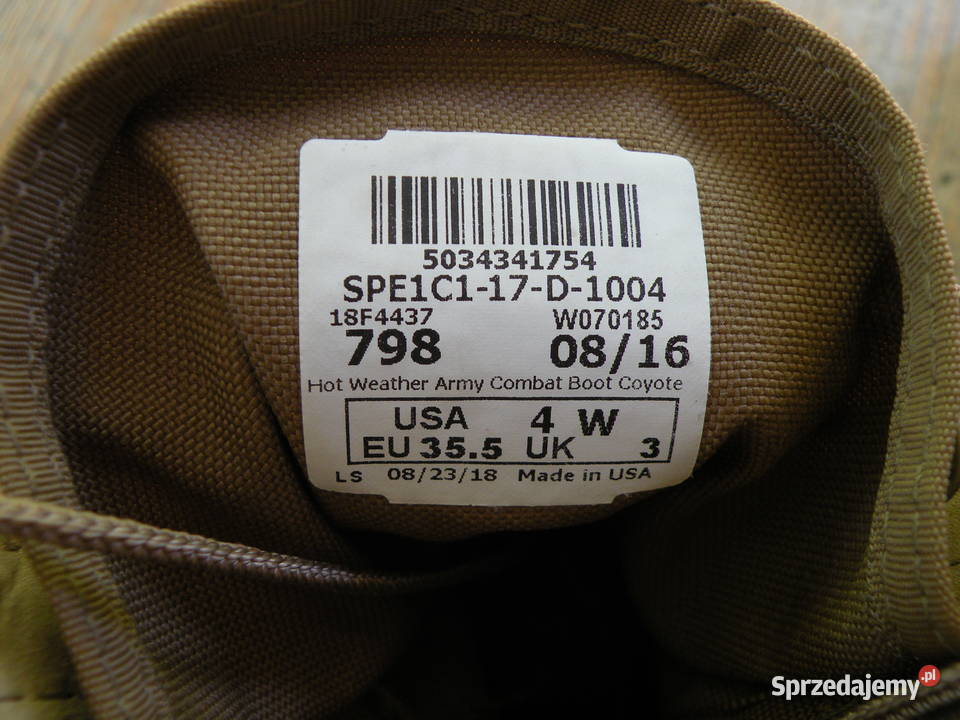 5034341754
SPE1C1-17-D-1004
18F4437 W070185
798 08/16
Hot Weather Army Combat Boot Coyote
USA 4 W
EU 35.5 UK 3
LS 08/23/18 Made in USA
Sprzedajemy.pl